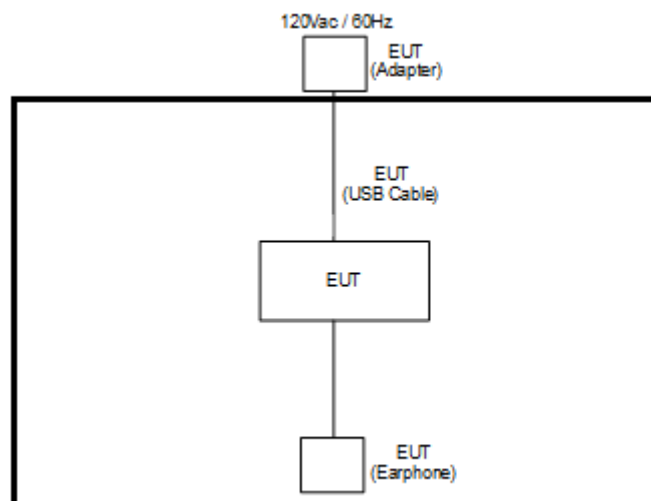 120Vac / 60Hz
EUT
(Adapter)
EUT
(USB Cable)
EUT
EUT
(Earphone)